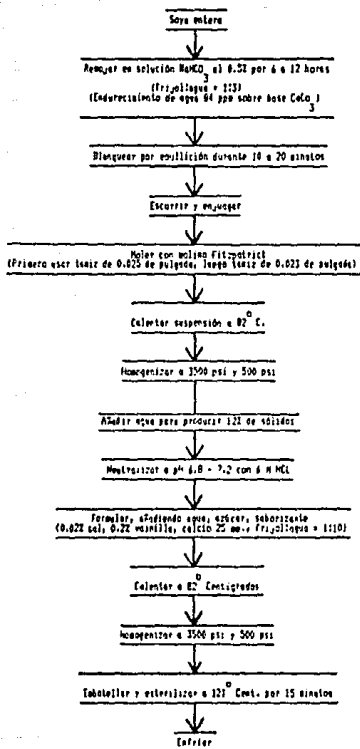 Soya entera
Remojar en solución NaHCO3 al 0.5% por 6 a 12 horas
(Frijol:agua = 1:3)
(Endurecimiento de agua 84 ppm sobre base CaCo3)
Blanquear por ebullición durante 10 a 20 minutos
Escurrir y enjuagar
Moler con molino Fitzpatrick
(Primero usar tamiz de 0.025 de pulgada, luego tamiz de 0.023 de pulgada)
Calentar suspensión a 82° C.
Homogenizar a 3500 psi y 500 psi
Añadir agua para producir 12% de sólidos
Neutralizar a pH 6.8 - 7.2 con 6 N HCL
Formular, añadiendo agua, azúcar, saborizante
(0.02% sal, 0.2% vainilla, calcio 25 Frijol:agua = 1:10)
Calentar a 82° Centigrados
Homogenizar a 3500 psi y 500 psi
Embotellar y esterilizar a 121° Cent. por 15 minutos
Enfriar